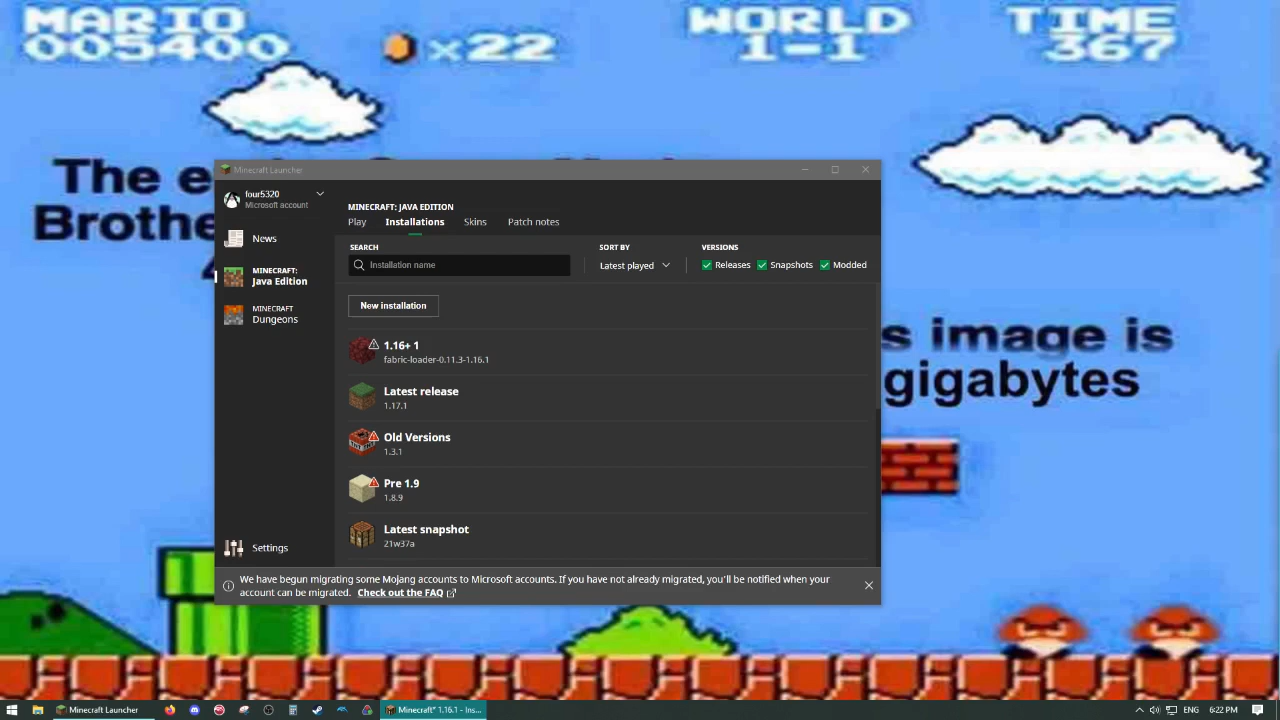 MARIO
005400
×22
WORLD
1-1
TIME
367
The e
Brothe
s image is
gigabytes
Minecraft Launcher
four5320
Microsoft account
News
MINECRAFT:
Java Edition
MINECRAFT
Dungeons
Settings
MINECRAFT: JAVA EDITION
Play Installations Skins Patch notes
SEARCH
Installation name
SORT BY
Latest played
VERSIONS
Releases Snapshots Modded
New installation
1.16+ 1
fabric-loader-0.11.3-1.16.1
Latest release
1.17.1
Old Versions
1.3.1
Pre 1.9
1.8.9
Latest snapshot
21w37a
We have begun migrating some Mojang accounts to Microsoft accounts. If you have not already migrated, you'll be notified when your
account can be migrated. Check out the FAQ
Minecraft Launcher
Minecraft* 1.16.1 - Ins...
ENG
6:22 PM